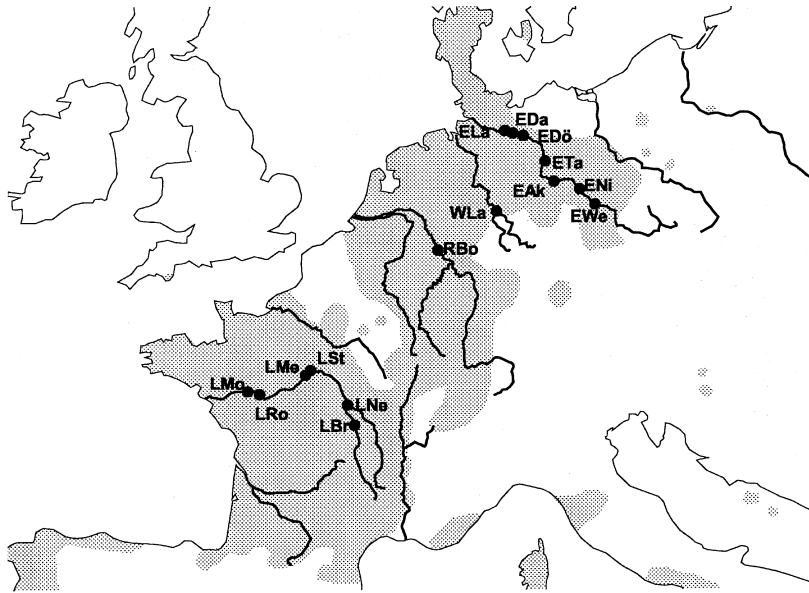 EDa
ELa
EDö
ETa
EAk
ENi
WLa
EWe
RBo
LSt
LMe
LMo
LRo
LNe
LBr